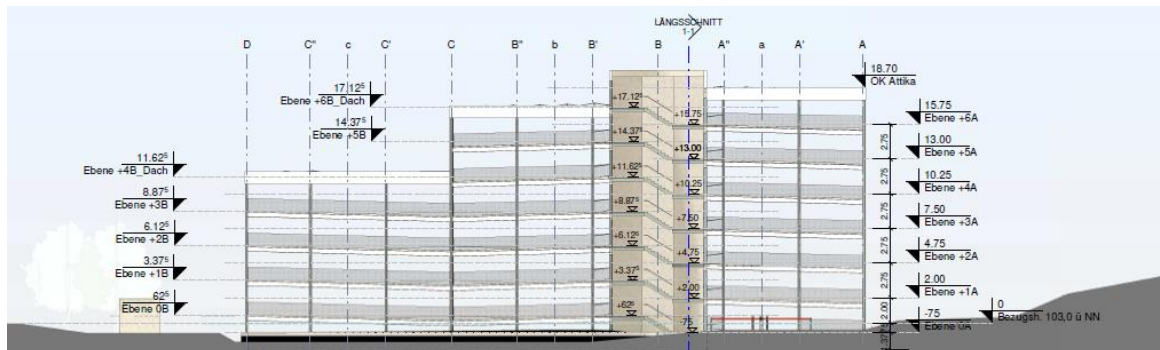 LÄNGSSCHNITT
1-1
D C" c C' C B" b B' B A" a A' A
18.70
OK Attika
17.12⁵
Ebene +6B_Dach
14.37⁵
Ebene +5B
11.62⁵
Ebene +4B_Dach
8.87⁵
Ebene +3B
6.12⁵
Ebene +2B
3.37⁵
Ebene +1B
62⁵
Ebene 0B
+17.12⁵
+14.37⁵
+11.62⁵
+8.87⁵
+6.12⁵
+3.37⁵
+62⁵
+15.75
+13.00
+10.25
+7.50
+4.75
+2.00
-75
2.75
2.75
2.75
2.75
2.75
2.00
15.75
Ebene +6A
13.00
Ebene +5A
10.25
Ebene +4A
7.50
Ebene +3A
4.75
Ebene +2A
2.00
Ebene +1A
-75
Ebene 0A
0
Bezugsh. 103,0 ü NN